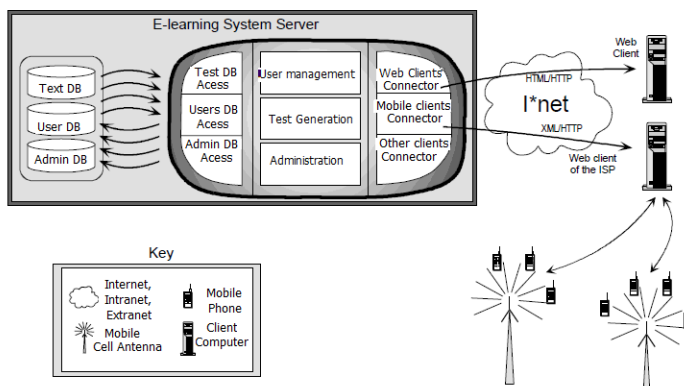 E-learning System Server
Text DB
User DB
Admin DB
Test DB
Acess
Users DB
Acess
Admin DB
Acess
User management
Test Generation
Administration
Web Clients
Connector
Mobile clients
Connector
Other clients
Connector
HTML/HTTP
I*net
XML/HTTP
Web
Client
Web client
of the ISP
Key
Internet,
Intranet,
Extranet
Mobile
Phone
Mobile
Cell Antenna
Client
Computer